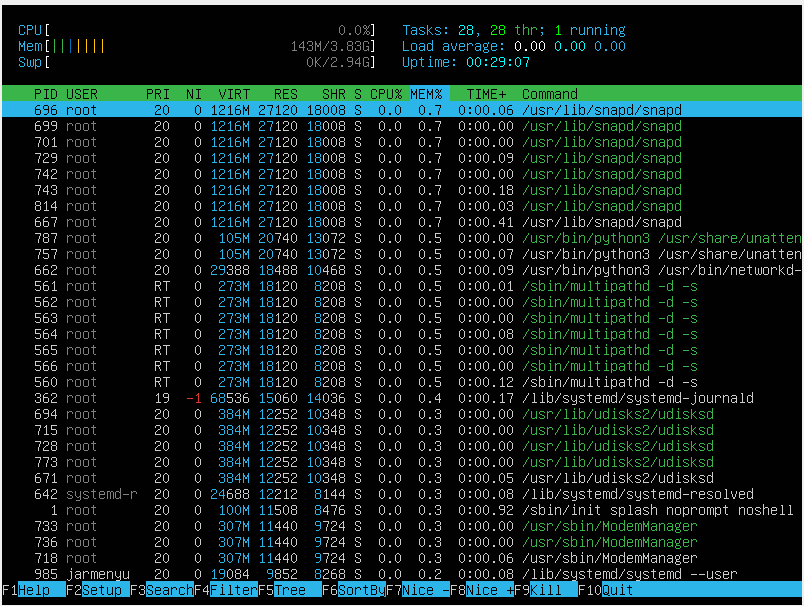 CPU[ 0.0%] Tasks: 28, 28 thr; 1 running
Mem[||||||| 143M/3.83G] Load average: 0.00 0.00 0.00
Swp[ 0K/2.94G] Uptime: 00:29:07
PID USER PRI NI VIRT RES SHR S CPU% MEM% TIME+ Command
696 root 20 0 1216M 27120 18008 S 0.0 0.7 0:00.06 /usr/lib/snapd/snapd
699 root 20 0 1216M 27120 18008 S 0.0 0.7 0:00.00 /usr/lib/snapd/snapd
701 root 20 0 1216M 27120 18008 S 0.0 0.7 0:00.00 /usr/lib/snapd/snapd
729 root 20 0 1216M 27120 18008 S 0.0 0.7 0:00.09 /usr/lib/snapd/snapd
742 root 20 0 1216M 27120 18008 S 0.0 0.7 0:00.00 /usr/lib/snapd/snapd
743 root 20 0 1216M 27120 18008 S 0.0 0.7 0:00.18 /usr/lib/snapd/snapd
814 root 20 0 1216M 27120 18008 S 0.0 0.7 0:00.03 /usr/lib/snapd/snapd
667 root 20 0 1216M 27120 18008 S 0.0 0.7 0:00.41 /usr/lib/snapd/snapd
787 root 20 0 105M 20740 13072 S 0.0 0.5 0:00.00 /usr/bin/python3 /usr/share/unatten
757 root 20 0 105M 20740 13072 S 0.0 0.5 0:00.07 /usr/bin/python3 /usr/share/unatten
662 root 20 0 29388 18488 10468 S 0.0 0.5 0:00.09 /usr/bin/python3 /usr/bin/networkd-
561 root RT 0 273M 18120 8208 S 0.0 0.5 0:00.01 /sbin/multipathd -d -s
562 root RT 0 273M 18120 8208 S 0.0 0.5 0:00.00 /sbin/multipathd -d -s
563 root RT 0 273M 18120 8208 S 0.0 0.5 0:00.00 /sbin/multipathd -d -s
564 root RT 0 273M 18120 8208 S 0.0 0.5 0:00.08 /sbin/multipathd -d -s
565 root RT 0 273M 18120 8208 S 0.0 0.5 0:00.00 /sbin/multipathd -d -s
566 root RT 0 273M 18120 8208 S 0.0 0.5 0:00.00 /sbin/multipathd -d -s
560 root RT 0 273M 18120 8208 S 0.0 0.5 0:00.12 /sbin/multipathd -d -s
362 root 19 -1 68536 15060 14036 S 0.0 0.4 0:00.17 /lib/systemd/systemd-journald
694 root 20 0 384M 12252 10348 S 0.0 0.3 0:00.00 /usr/lib/udisks2/udisksd
715 root 20 0 384M 12252 10348 S 0.0 0.3 0:00.00 /usr/lib/udisks2/udisksd
728 root 20 0 384M 12252 10348 S 0.0 0.3 0:00.00 /usr/lib/udisks2/udisksd
773 root 20 0 384M 12252 10348 S 0.0 0.3 0:00.00 /usr/lib/udisks2/udisksd
671 root 20 0 384M 12252 10348 S 0.0 0.3 0:00.05 /usr/lib/udisks2/udisksd
642 systemd-r 20 0 24688 12212 8144 S 0.0 0.3 0:00.08 /lib/systemd/systemd-resolved
1 root 20 0 100M 11508 8476 S 0.0 0.3 0:00.92 /sbin/init splash noprompt noshell
733 root 20 0 307M 11440 9724 S 0.0 0.3 0:00.00 /usr/sbin/ModemManager
736 root 20 0 307M 11440 9724 S 0.0 0.3 0:00.00 /usr/sbin/ModemManager
718 root 20 0 307M 11440 9724 S 0.0 0.3 0:00.06 /usr/sbin/ModemManager
985 jarmenyu 20 0 19084 9852 8268 S 0.0 0.2 0:00.08 /lib/systemd/systemd --user
F1Help F2Setup F3SearchF4FilterF5Tree F6SortByF7Nice -F8Nice +F9Kill F10Quit